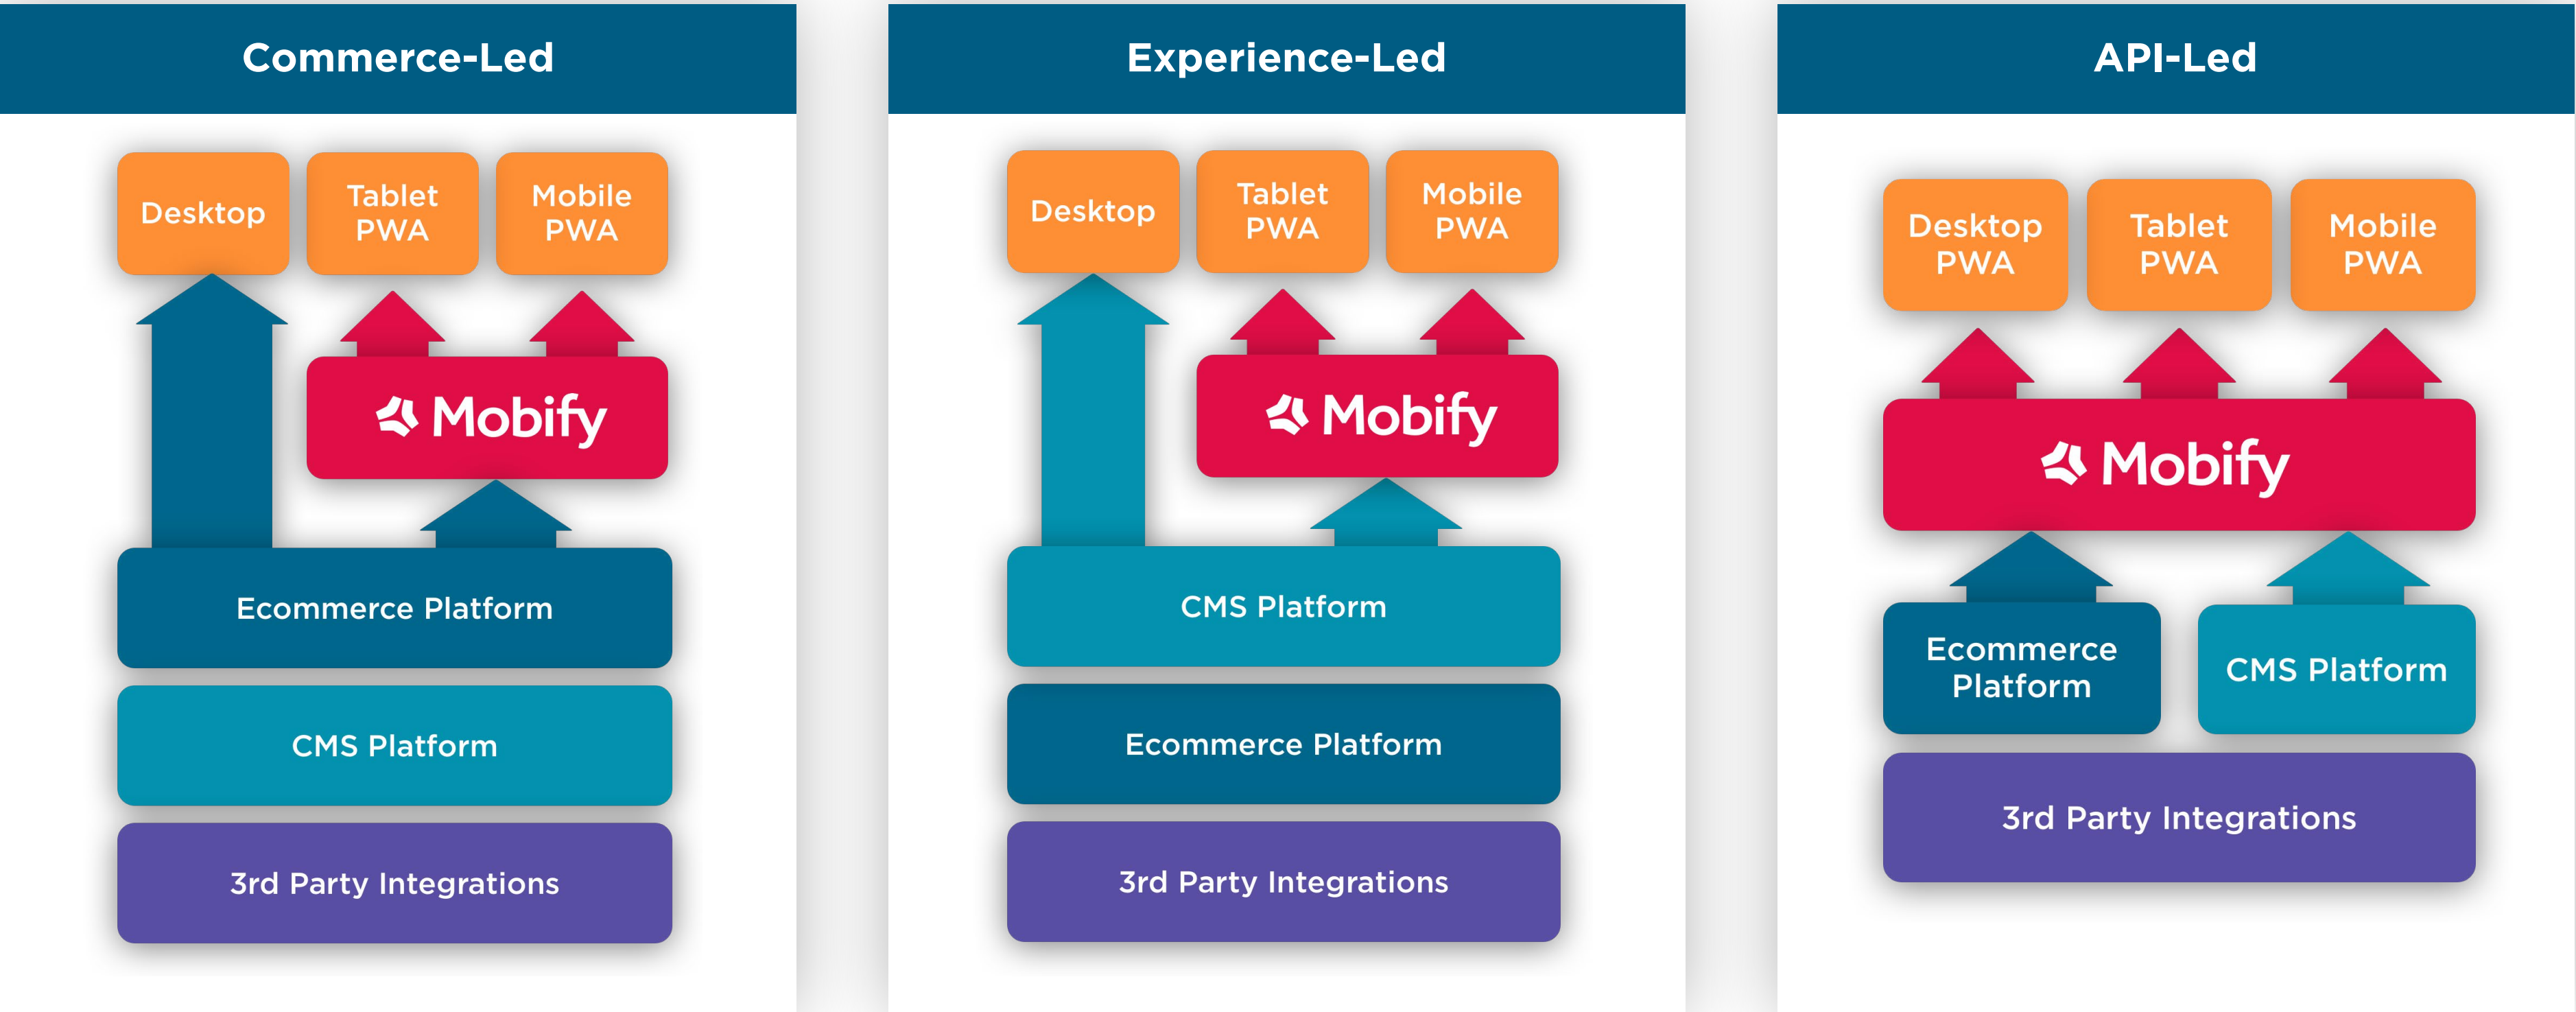 Commerce-Led
Desktop
Tablet
PWA
Mobile
PWA
Mobify
Ecommerce Platform
CMS Platform
3rd Party Integrations
Experience-Led
Desktop
Tablet
PWA
Mobile
PWA
Mobify
CMS Platform
Ecommerce Platform
3rd Party Integrations
API-Led
Desktop
PWA
Tablet
PWA
Mobile
PWA
Mobify
Ecommerce
Platform
CMS Platform
3rd Party Integrations